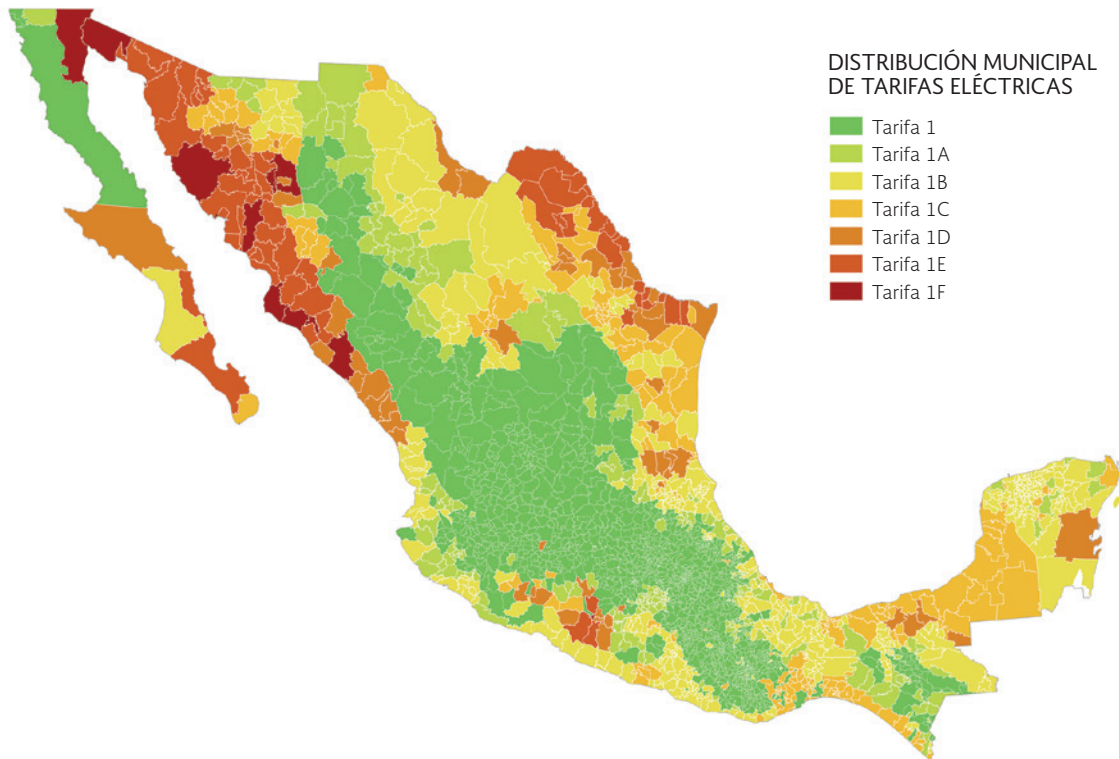 DISTRIBUCIÓN MUNICIPAL
DE TARIFAS ELÉCTRICAS
Tarifa 1
Tarifa 1A
Tarifa 1B
Tarifa 1C
Tarifa 1D
Tarifa 1E
Tarifa 1F